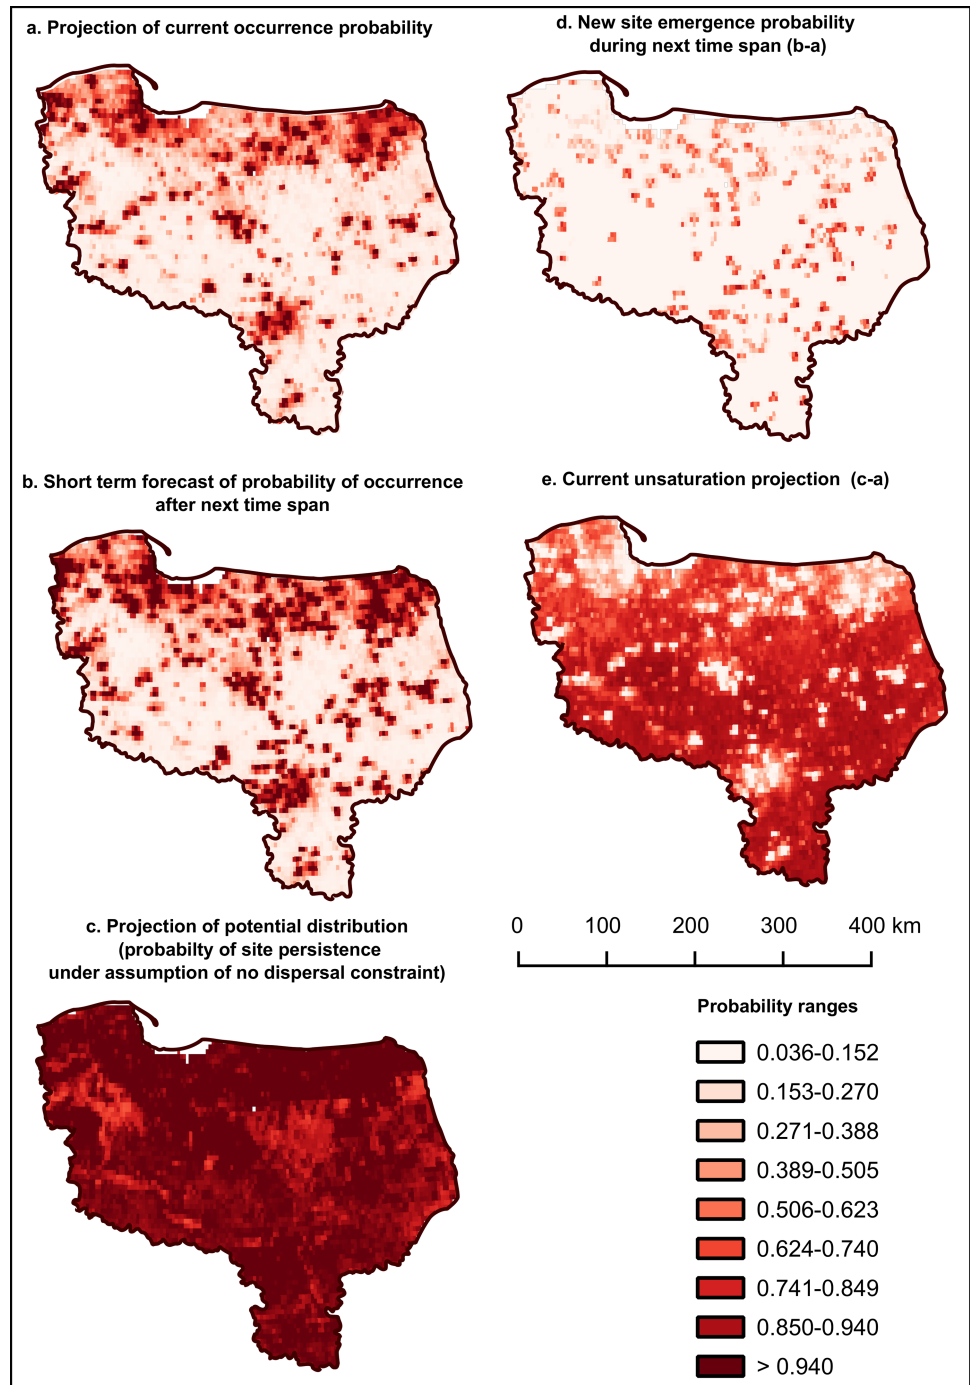 a. Projection of current occurrence probability
d. New site emergence probability
during next time span (b-a)
b. Short term forecast of probability of occurrence
after next time span
e. Current unsaturation projection (c-a)
c. Projection of potential distribution
(probabilty of site persistence
under assumption of no dispersal constraint)
0 100 200 300 400 km
Probability ranges
0.036-0.152
0.153-0.270
0.271-0.388
0.389-0.505
0.506-0.623
0.624-0.740
0.741-0.849
0.850-0.940
> 0.940